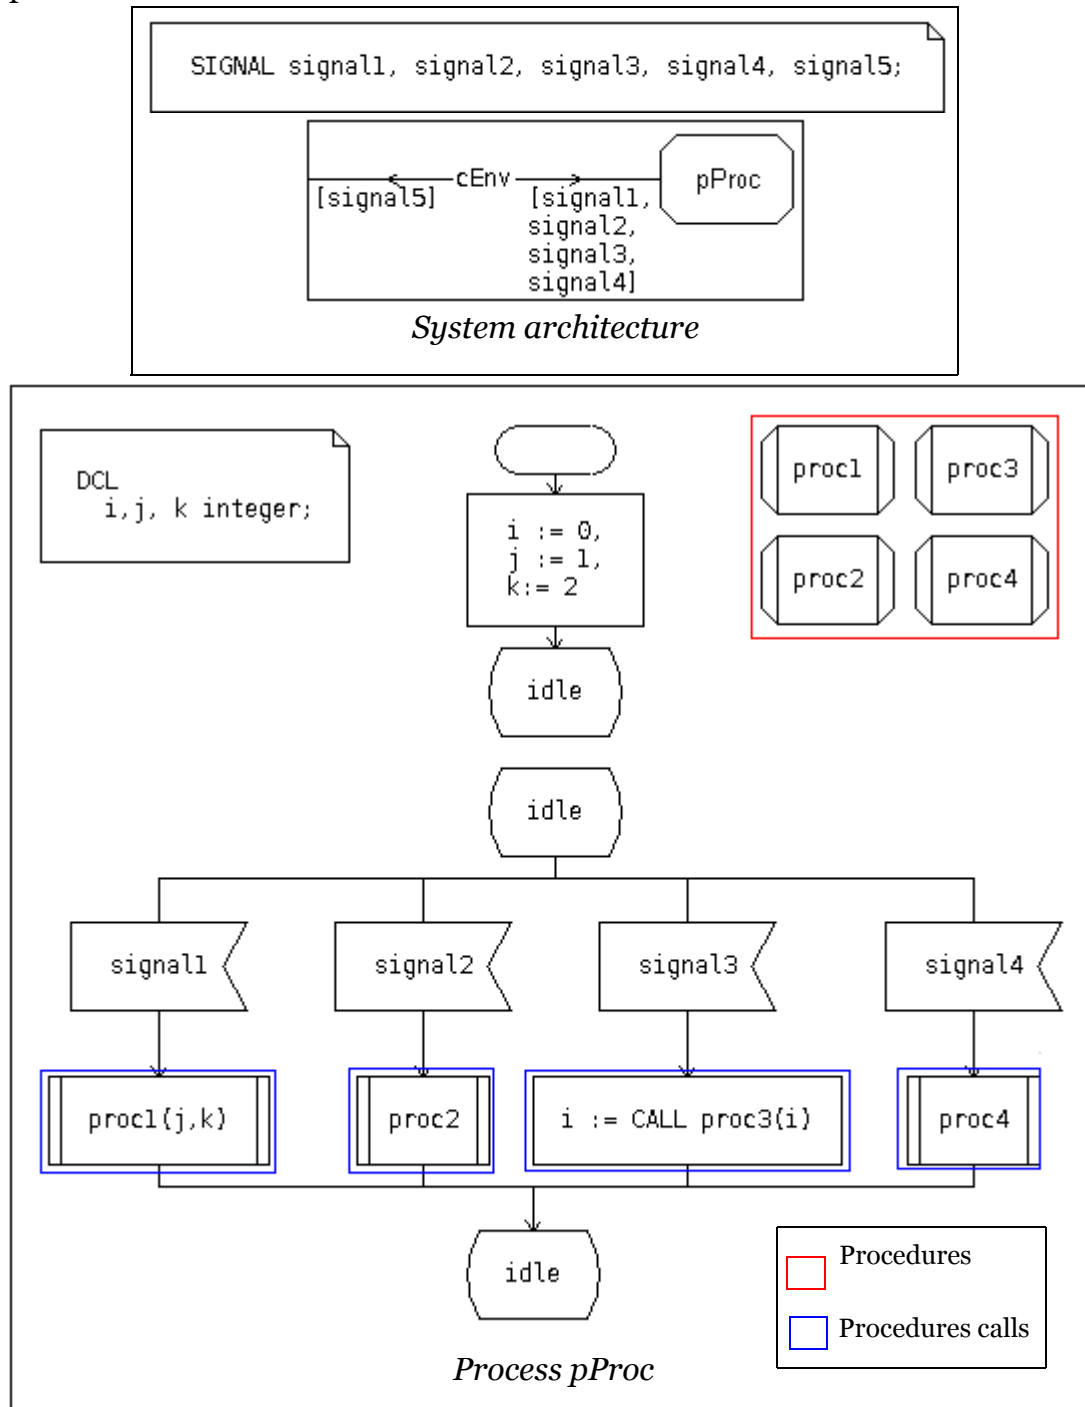 SIGNAL signal1, signal2, signal3, signal4, signal5;
cEnv
pProc
[signal5]
[signal1,
signal2,
signal3,
signal4]
System architecture
DCL
i,j, k integer;
i := 0,
j := 1,
k:= 2
proc1
proc3
proc2
proc4
idle
idle
signal1
signal2
signal3
signal4
proc1(j,k)
proc2
i := CALL proc3(i)
proc4
idle
Procedures
Procedures calls
Process pProc